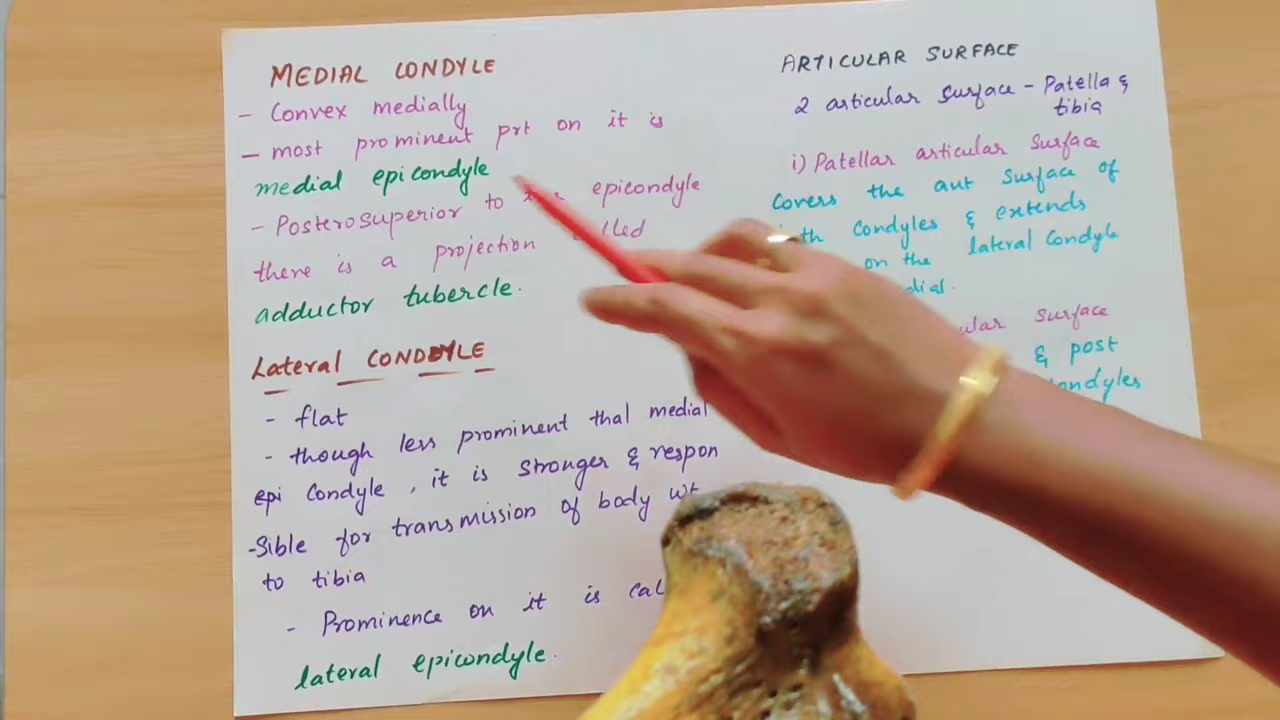 MEDIAL CONDYLE
- Convex medially
- most prominent prt on it is
medial epicondyle
- Posterosuperior to epicondyle
there is a projection
adductor tubercle.
Lateral CONDYLE
- flat
- though less prominent thal medial
epi Condyle, it is stronger & respon
-sible for transmission of body wt
to tibia
- Prominence on it is
lateral epicondyle.
ARTICULAR SURFACE
2 articular surface - Patella &
tibia
i) Patellar articular surface
Covers the ant surface of
condyles & extends
on the lateral Condyle
surface
& post
condyles